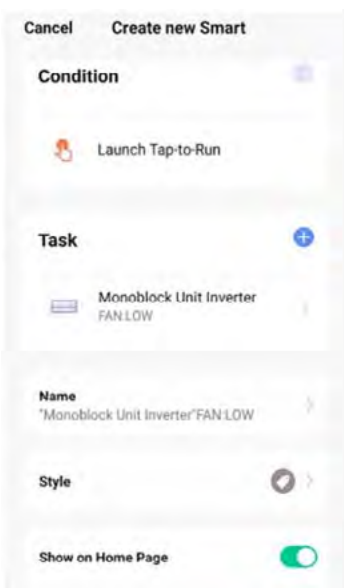 Cancel Create new Smart
Condition
Launch Tap-to-Run
Task
Monoblock Unit Inverter
FAN:LOW
Name
"Monoblock Unit Inverter"FAN:LOW
Style
Show on Home Page